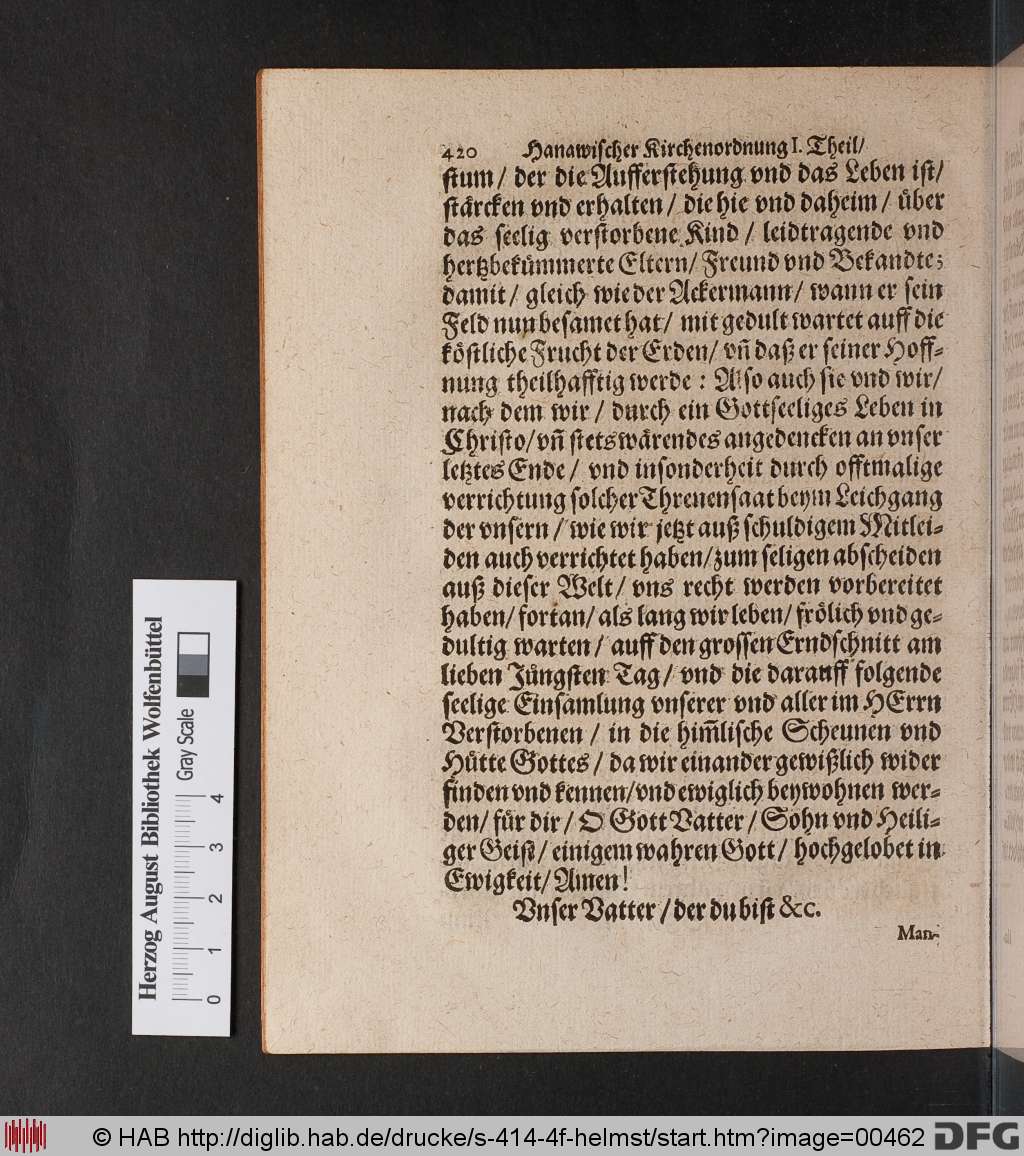 420 Hanawischer Kirchenordnung I. Theil/
stum/ der die Aufferstehung vnd das Leben ist/
stärcken vnd erhalten/ die hie vnd daheim/ über
das seelig verstorbene Kind/ leidtragende vnd
hertzbekümmerte Eltern/ Freund vnd Bekandte;
damit/ gleich wie der Ackermann/ wann er sein
Feld nun besamet hat/ mit gedult wartet auff die
köstliche Frucht der Erden/ vn̄ daß er seiner Hoff-
nung theilhafftig werde: Also auch sie vnd wir/
nach dem wir/ durch ein Gottseeliges Leben in
Christo/ vn̄ stetswärendes angedencken an vnser
letztes Ende/ vnd insonderheit durch offtmalige
verrichtung solcher Threnensaat beym Leichgang
der vnsern/ wie wir jetzt auß schuldigem Mitlei-
den auch verrichtet haben/ zum seligen abscheiden
auß dieser Welt/ vns recht werden vorbereitet
haben/ fortan/ als lang wir leben/ frölich vnd ge-
dultig warten/ auff den grossen Erndschnitt am
lieben Jüngsten Tag/ vnd die darauff folgende
seelige Einsamlung vnserer vnd aller im HErrn
Verstorbenen/ in die him̄lische Scheunen vnd
Hütte Gottes/ da wir einander gewißlich wider
finden vnd kennen/ vnd ewiglich beywohnen wer-
den/ für dir/ O Gott Vatter/ Sohn vnd Heili-
ger Geist/ einigem wahren Gott/ hochgelobet in
Ewigkeit/ Amen!
Vnser Vatter/ der du bist &c.
Man-
Herzog August Bibliothek Wolfenbüttel
Gray Scale
0 1 2 3 4
© HAB http://diglib.hab.de/drucke/s-414-4f-helmst/start.htm?image=00462
DFG